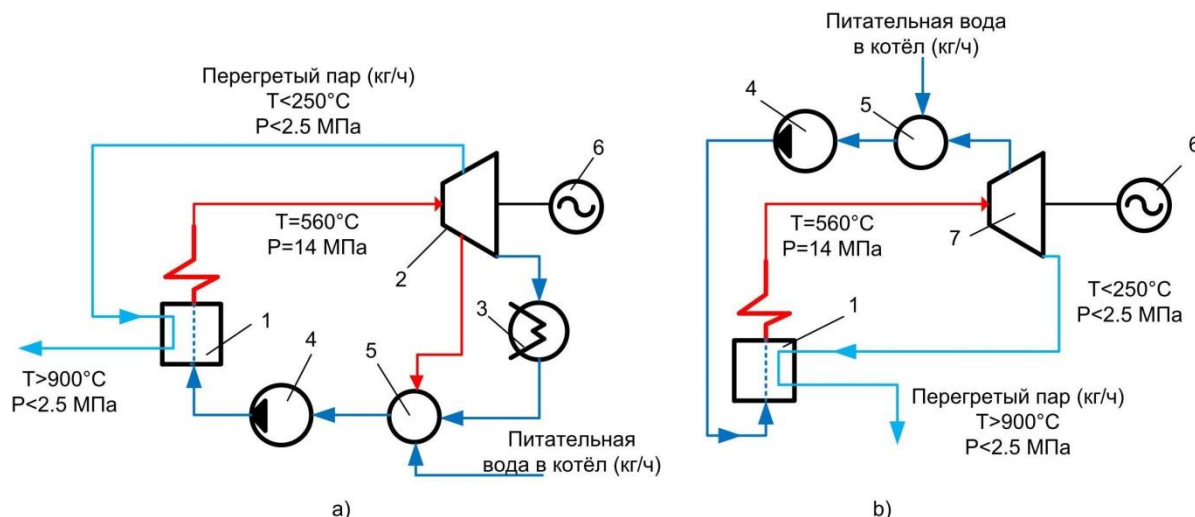 Перегретый пар (кг/ч)
T<250°C
P<2.5 МПа
6
T=560°C
P=14 МПа
2
3
1
T>900°C
P<2.5 МПа
4
5
Питательная
вода в котёл (кг/ч)
а)
Питательная вода
в котёл (кг/ч)
4
5
6
T=560°C
P=14 МПа
7
T<250°C
P<2.5 МПа
1
Перегретый пар (кг/ч)
T>900°C
P<2.5 МПа
b)